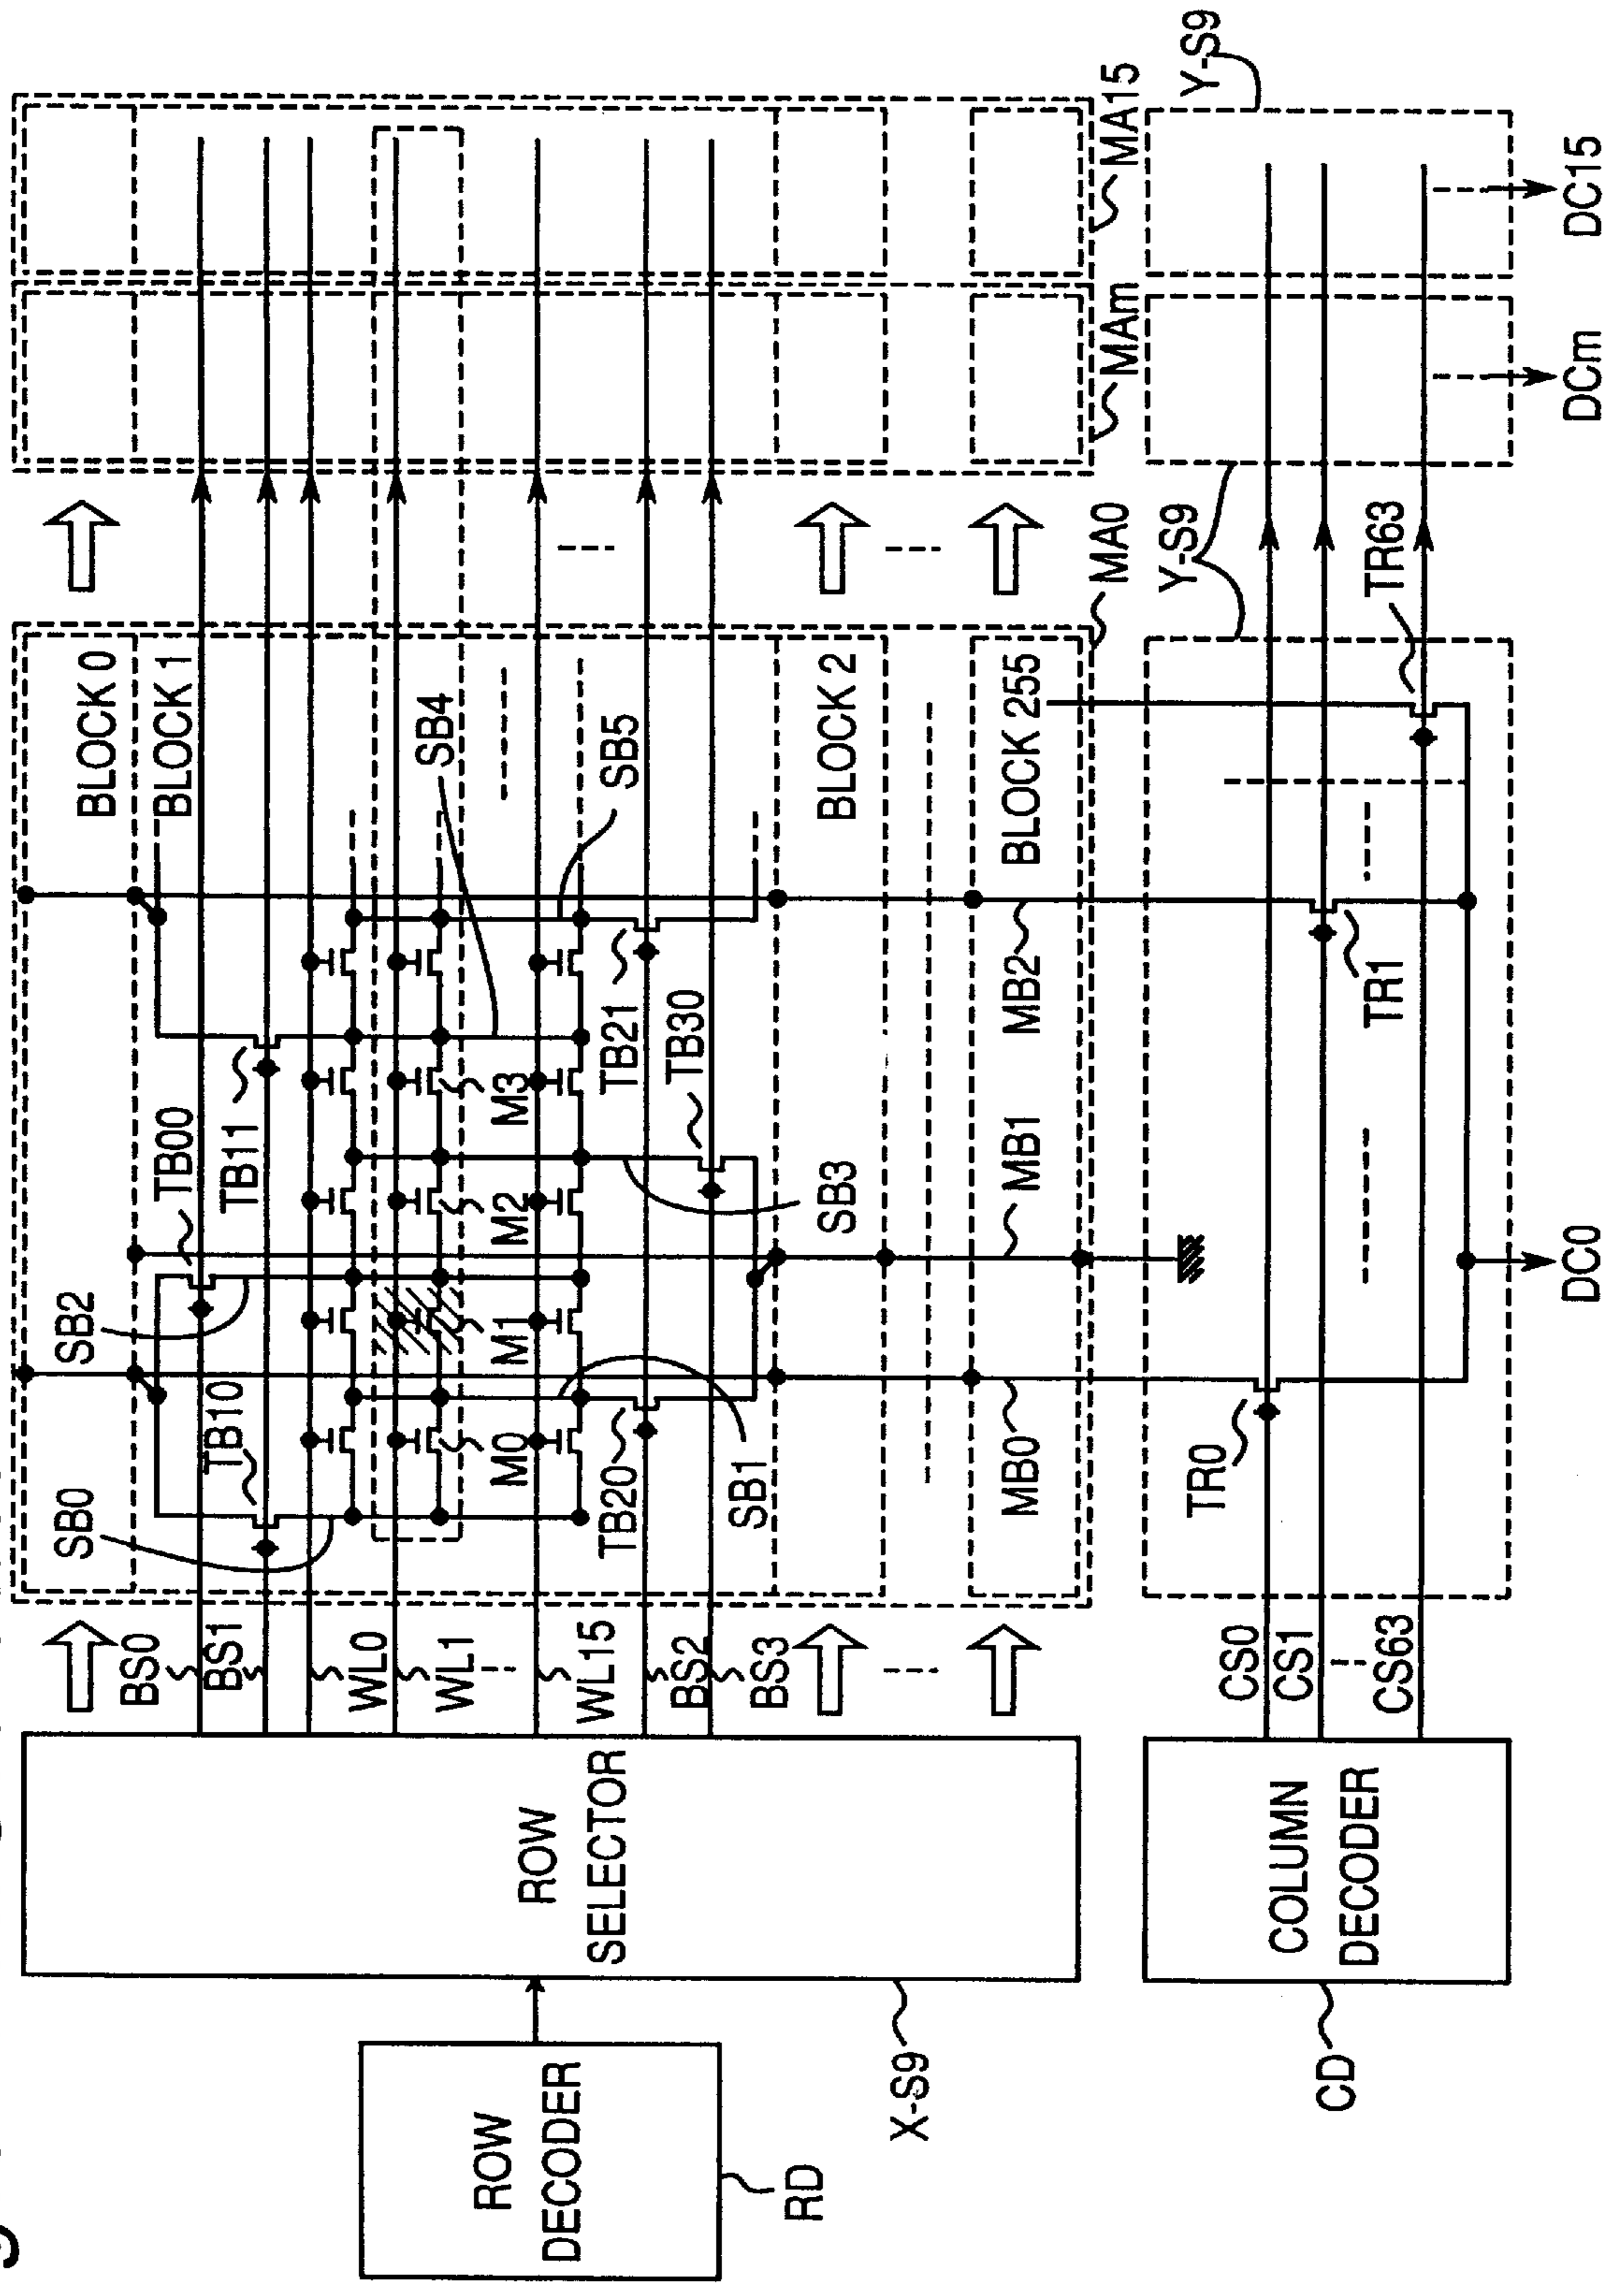 ROW
DECODER
RD
ROW
SELECTOR
X-S9
COLUMN
DECODER
CD
BS0
BS1
WL0
WL1
WL15
BS2
BS3
CS0
CS1
CS63
SB0
TB10
SB2
TB00
TB11
BLOCK 0
BLOCK 1
M0
M1
M2
M3
SB4
SB5
TB20
SB1
SB3
TB21
TB30
BLOCK 2
BLOCK 255
MB0
MB1
MB2
MA0
Y-S9
TR0
TR1
TR63
DC0
MAm
MA15
Y-S9
DCm
DC15